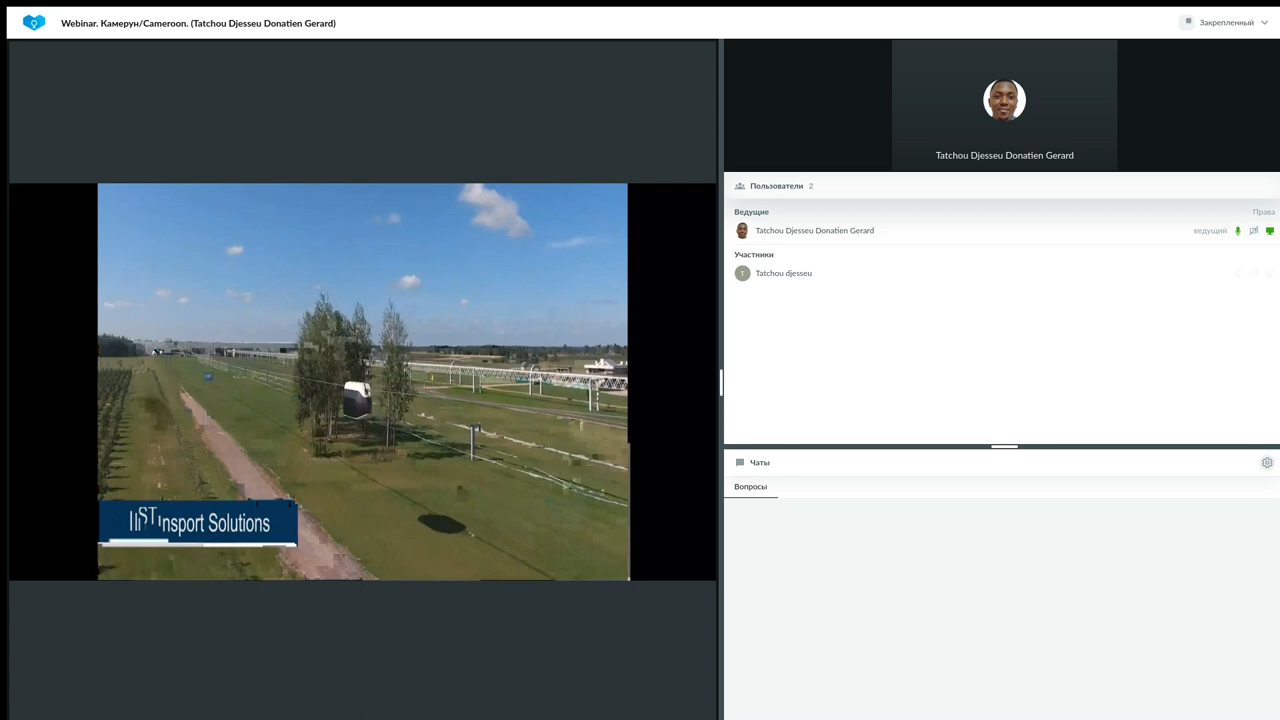 Webinar. Камерун/Cameroon. (Tatchou Djesseu Donatien Gerard)
Закрепленный
Tatchou Djesseu Donatien Gerard
Пользователи 2
Ведущие
Права
Tatchou Djesseu Donatien Gerard
ведущий
Участники
T Tatchou djesseu
Чаты
Вопросы
Solutions